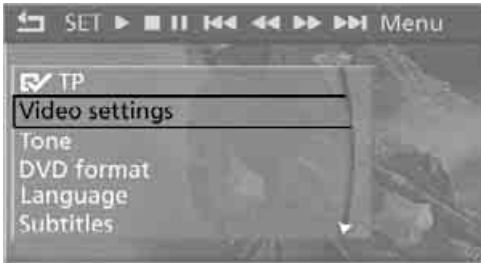 SET Menu
TP
Video settings
Tone
DVD format
Language
Subtitles